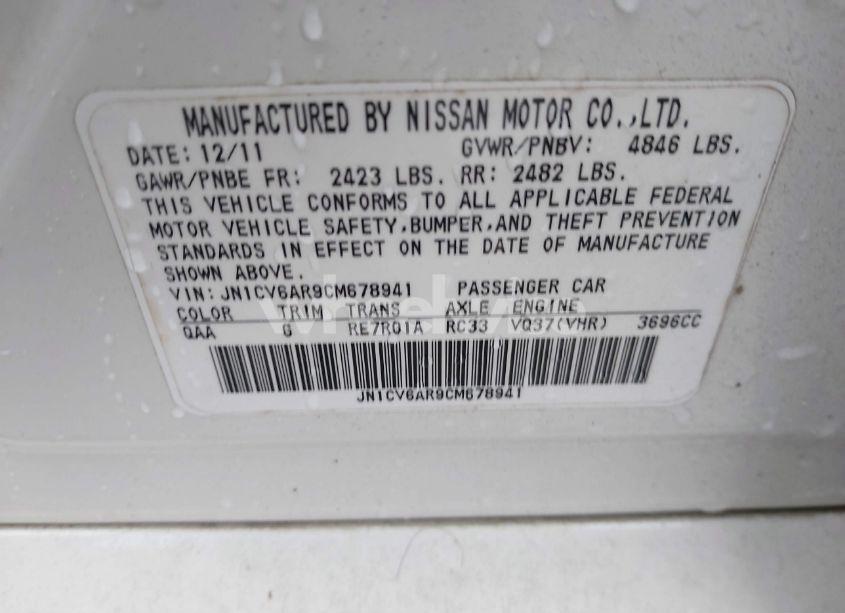 MANUFACTURED BY NISSAN MOTOR CO.,LTD.
DATE: 12/11 GVWR/PNBV: 4846 LBS.
GAWR/PNBE FR: 2423 LBS. RR: 2482 LBS.
THIS VEHICLE CONFORMS TO ALL APPLICABLE FEDERAL
MOTOR VEHICLE SAFETY,BUMPER,AND THEFT PREVENTION
STANDARDS IN EFFECT ON THE DATE OF MANUFACTURE
SHOWN ABOVE.
VIN: JN1CV6AR9CM678941 PASSENGER CAR
COLOR TRIM TRANS AXLE ENGINE
QAA G RE7R01A RC33 VQ37(VHR) 3696CC
JN1CV6AR9CM678941